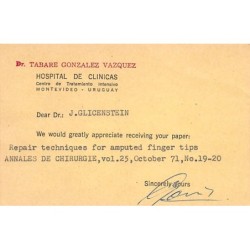 Dr. TABARE GONZALEZ VAZQUEZ
HOSPITAL DE CLINICAS
Centro de Tratamiento Intensivo
MONTEVIDEO - URUGUAY
Dear Dr.: J.GLICENSTEIN
We would greatly appreciate receiving your paper:
Repair techniques for amputed finger tips
ANNALES DE CHIRURGIE, vol.25, October 71, No.19-20
Sincerely yours